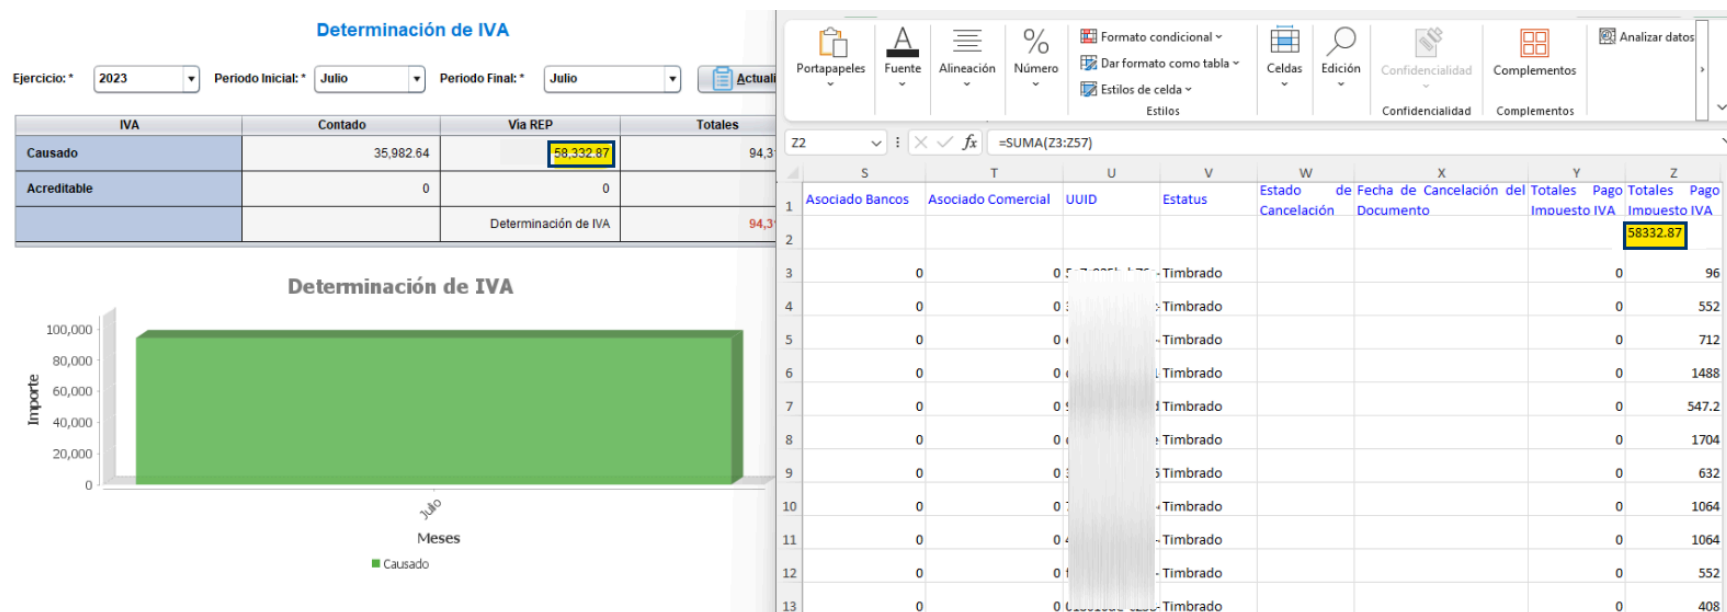 Determinación de IVA
Ejercicio: * 2023 Periodo Inicial: * Julio Periodo Final: * Julio
IVA Contado Via REP Totales
Causado 35,982.64 58,332.87
Acreditable 0 0
Determinación de IVA
Determinación de IVA
100,000
80,000
60,000
40,000
20,000
0
Importe
Julio
Meses
Causado
Portapapeles Fuente Alineación Número
Formato condicional
Dar formato como tabla
Estilos de celda
Estilos
Celdas Edición Confidencialidad Complementos Analizar datos
Confidencialidad Complementos
Z2 fx =SUMA(Z3:Z57)
S T U V W X Y Z
1 Asociado Bancos Asociado Comercial UUID Estatus Estado de Cancelación Fecha de Cancelación del Documento Totales Pago Impuesto IVA Totales Pago Impuesto IVA
2 58332.87
3 0 0 Timbrado 0 96
4 0 0 Timbrado 0 552
5 0 0 Timbrado 0 712
6 0 0 Timbrado 0 1488
7 0 0 Timbrado 0 547.2
8 0 0 Timbrado 0 1704
9 0 0 Timbrado 0 632
10 0 0 Timbrado 0 1064
11 0 0 Timbrado 0 1064
12 0 0 Timbrado 0 552
13 0 0 Timbrado 0 408